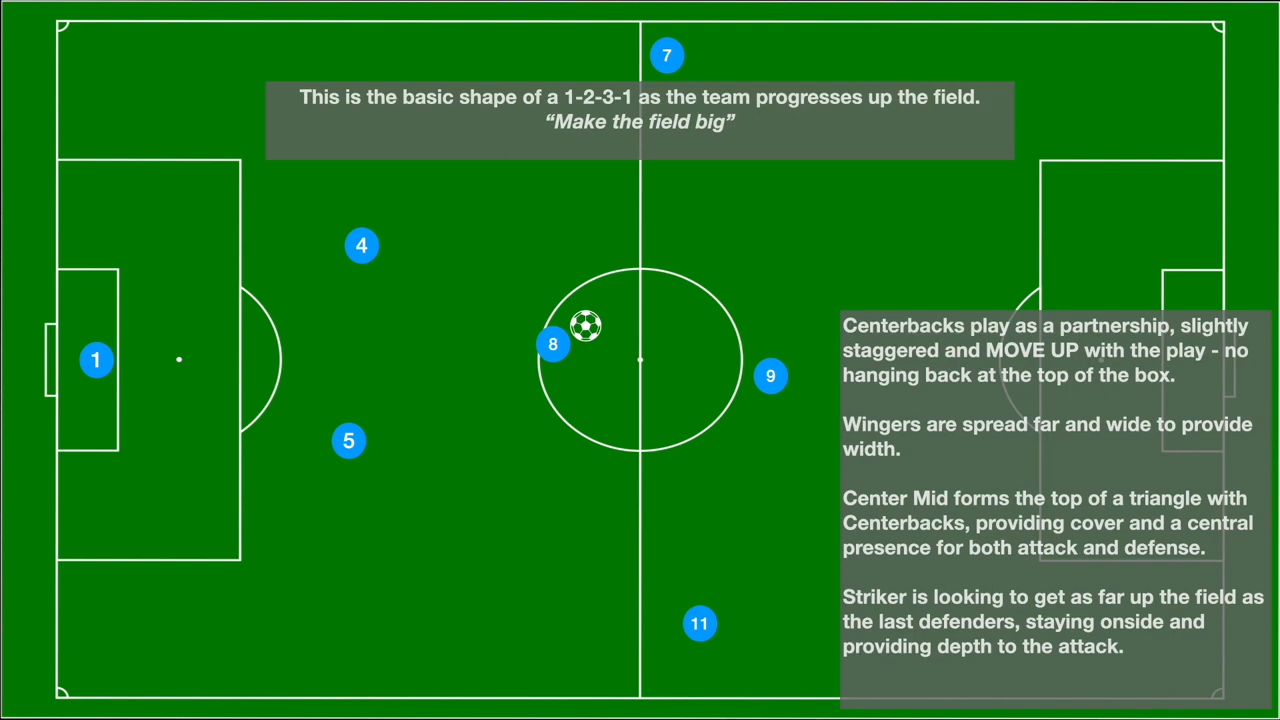 7
This is the basic shape of a 1-2-3-1 as the team progresses up the field.
“Make the field big”
4
8
1
9
5
11
Centerbacks play as a partnership, slightly
staggered and MOVE UP with the play - no
hanging back at the top of the box.
Wingers are spread far and wide to provide
width.
Center Mid forms the top of a triangle with
Centerbacks, providing cover and a central
presence for both attack and defense.
Striker is looking to get as far up the field as
the last defenders, staying onside and
providing depth to the attack.